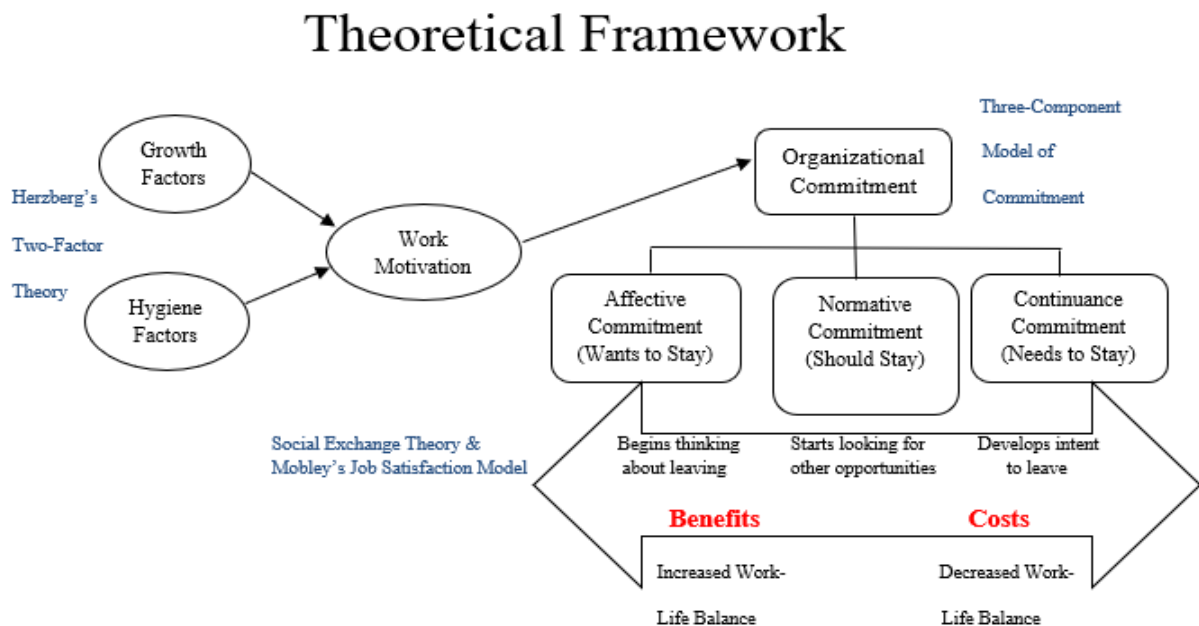 Theoretical Framework
Growth
Factors
Herzberg's
Two-Factor
Theory
Hygiene
Factors
Work
Motivation
Organizational
Commitment
Three-Component
Model of
Commitment
Affective
Commitment
(Wants to Stay)
Normative
Commitment
(Should Stay)
Continuance
Commitment
(Needs to Stay)
Social Exchange Theory &
Mobley's Job Satisfaction Model
Begins thinking
about leaving
Starts looking for
other opportunities
Develops intent
to leave
Benefits
Costs
Increased Work-
Life Balance
Decreased Work-
Life Balance